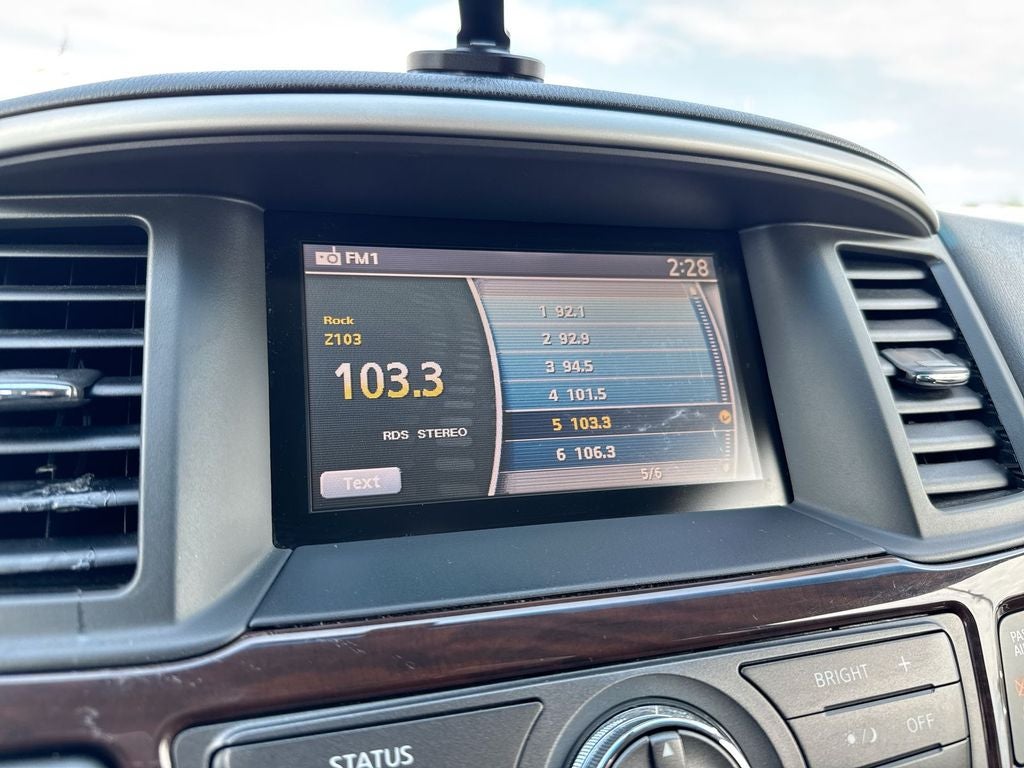 FM1
2:28
Rock
Z103
103.3
RDS STEREO
Text
1 92.1
2 92.9
3 94.5
4 101.5
5 103.3
6 106.3
5/6
BRIGHT +
OFF
STATUS